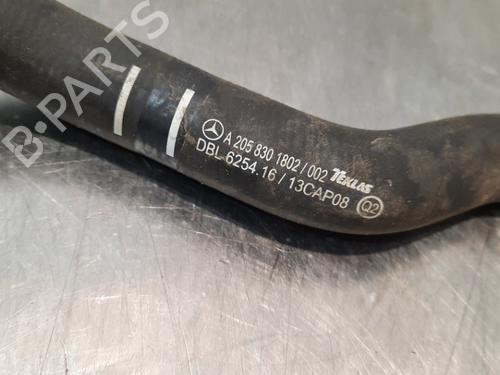 A 205 830 1802 / 002 TEKLAS
DBL 6254.16 / 13CAP08 Q2
B-PARTS